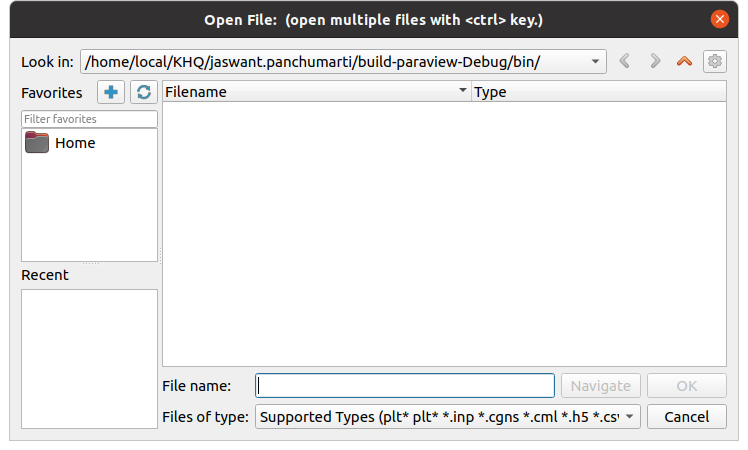 Open File:  (open multiple files with <ctrl> key.)
Look in: /home/local/KHQ/jaswant.panchumarti/build-paraview-Debug/bin/
Favorites
Filename Type
Filter favorites
Home
Recent
File name: Navigate OK
Files of type: Supported Types (plt* plt* *.inp *.cgns *.cml *.h5 *.csv Cancel